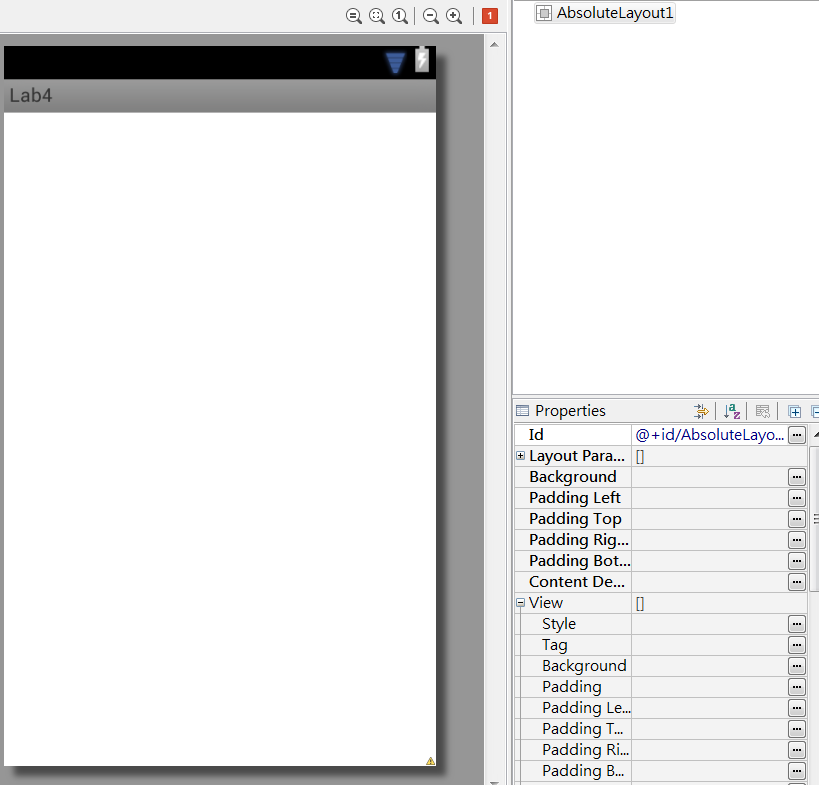 1
1
AbsoluteLayout1
Lab4
Properties
Id
@+id/AbsoluteLayo...
Layout Para...
[]
Background
Padding Left
Padding Top
Padding Rig...
Padding Bot...
Content De...
View
[]
Style
Tag
Background
Padding
Padding Le...
Padding T...
Padding Ri...
Padding B...